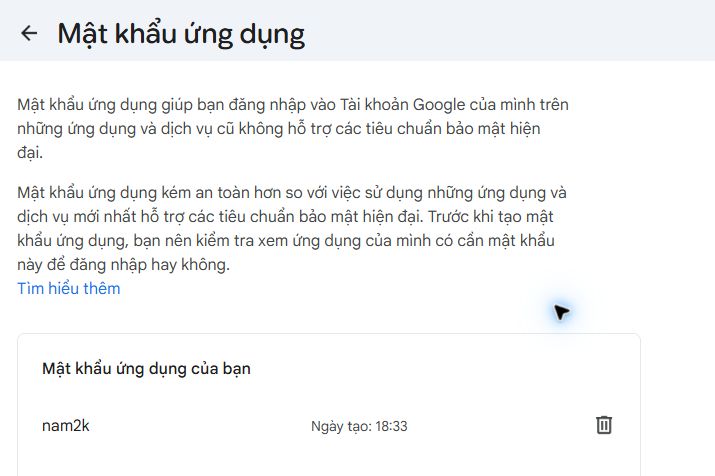 Mật khẩu ứng dụng
Mật khẩu ứng dụng giúp bạn đăng nhập vào Tài khoản Google của mình trên
những ứng dụng và dịch vụ cũ không hỗ trợ các tiêu chuẩn bảo mật hiện
đại.
Mật khẩu ứng dụng kém an toàn hơn so với việc sử dụng những ứng dụng và
dịch vụ mới nhất hỗ trợ các tiêu chuẩn bảo mật hiện đại. Trước khi tạo mật
khẩu ứng dụng, bạn nên kiểm tra xem ứng dụng của mình có cần mật khẩu
này để đăng nhập hay không.
Tìm hiểu thêm
Mật khẩu ứng dụng của bạn
nam2k Ngày tạo: 18:33